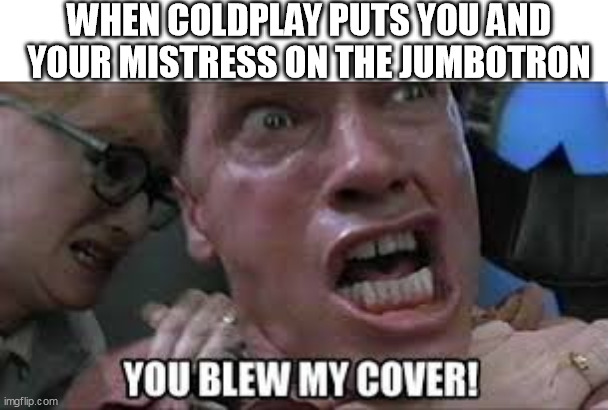 WHEN COLDPLAY PUTS YOU AND
YOUR MISTRESS ON THE JUMBOTRON
YOU BLEW MY COVER!
imgflip.com